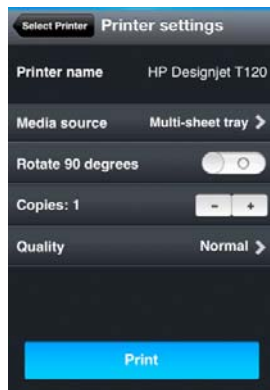 Select Printer Printer settings
Printer name HP Designjet T120
Media source Multi-sheet tray
Rotate 90 degrees
Copies: 1 - +
Quality Normal
Print